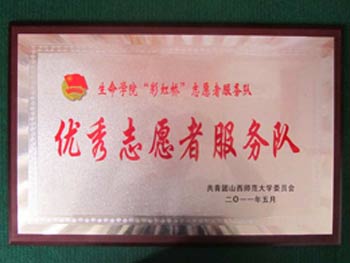 生命学院“彩虹桥”志愿者服务队
优秀志愿者服务队
共青团山西师范大学委员会
二〇一一年五月